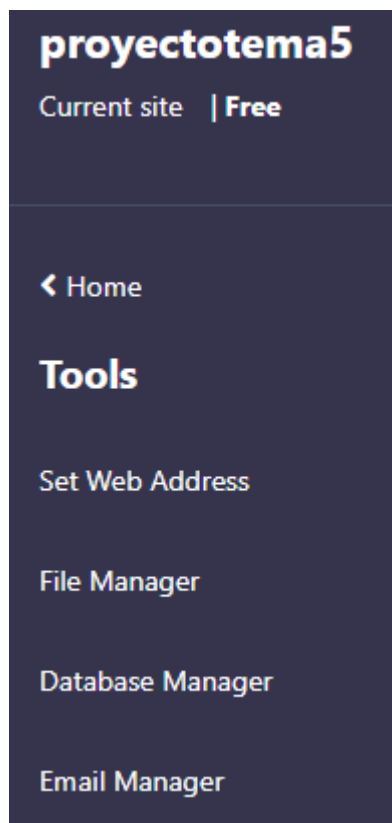 proyectotema5
Current site | Free
Home
Tools
Set Web Address
File Manager
Database Manager
Email Manager